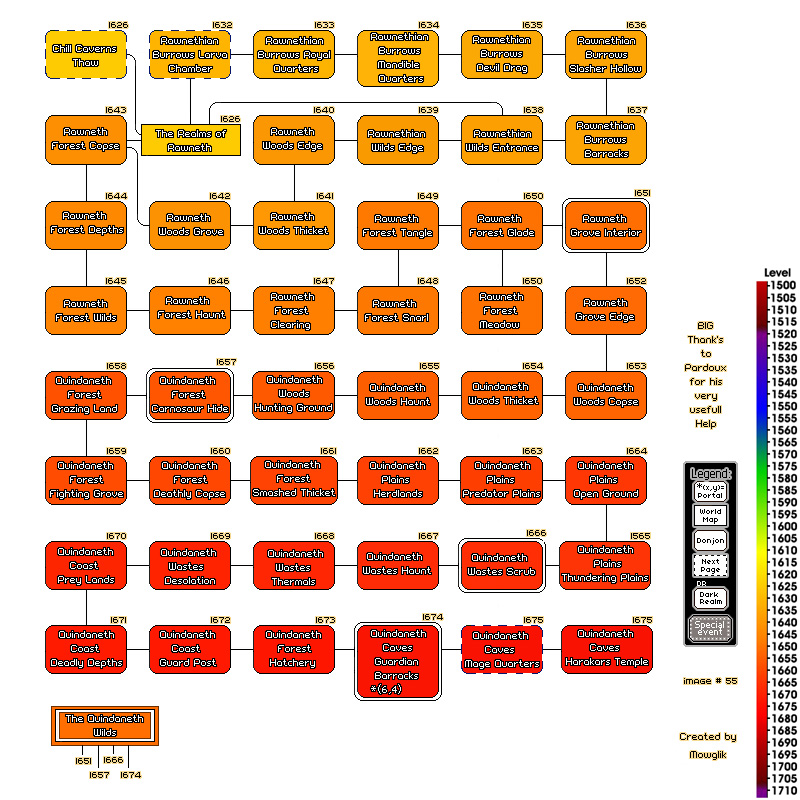 1626
Chill Caverns
Thaw
1632
Rawnethian
Burrows Larva
Chamber
1633
Rawnethian
Burrows Royal
Quarters
1634
Rawnethian
Burrows
Mandible
Quarters
1635
Rawnethian
Burrows
Devil Drag
1636
Rawnethian
Burrows
Slasher Hollow
1643
Rawneth
Forest Copse
1626
The Realms of
Rawneth
1640
Rawneth
Woods Edge
1639
Rawnethian
Wilds Edge
1638
Rawnethian
Wilds Entrance
1637
Rawnethian
Burrows
Barracks
1644
Rawneth
Forest Depths
1642
Rawneth
Woods Grove
1641
Rawneth
Woods Thicket
1649
Rawneth
Forest Tangle
1650
Rawneth
Forest Glade
1651
Rawneth
Grove Interior
1645
Rawneth
Forest Wilds
1646
Rawneth
Forest Haunt
1647
Rawneth
Forest
Clearing
1648
Rawneth
Forest Snarl
1650
Rawneth
Forest
Meadow
1652
Rawneth
Grove Edge
1658
Quindaneth
Forest
Grazing Land
1657
Quindaneth
Forest
Carnosaur Hide
1656
Quindaneth
Woods
Hunting Ground
1655
Quindaneth
Woods Haunt
1654
Quindaneth
Woods Thicket
1653
Quindaneth
Woods Copse
1659
Quindaneth
Forest
Fighting Grove
1660
Quindaneth
Forest
Deathly Copse
1661
Quindaneth
Forest
Smashed Thicket
1662
Quindaneth
Plains
Herdlands
1663
Quindaneth
Plains
Predator Plains
1664
Quindaneth
Plains
Open Ground
1670
Quindaneth
Coast
Prey Lands
1669
Quindaneth
Wastes
Desolation
1668
Quindaneth
Wastes
Thermals
1667
Quindaneth
Wastes Haunt
1666
Quindaneth
Wastes Scrub
1565
Quindaneth
Plains
Thundering Plains
1671
Quindaneth
Coast
Deadly Depths
1672
Quindaneth
Coast
Guard Post
1673
Quindaneth
Forest
Hatchery
1674
Quindaneth
Caves
Guardian
Barracks
*(6,4)
1675
Quindaneth
Caves
Mage Quarters
1675
Quindaneth
Caves
Harakars Temple
The Quindaneth
Wilds
1651
1657
1666
1674
BIG
Thank's
to
Pardoux
for his
very
usefull
Help
Legend:
*(x,y)=
Portal
World
Map
Donjon
Next
Page
OR
Dark
Realm
Special
event
image # 55
Created by
Mowglik
Level
1500
1505
1510
1515
1520
1525
1530
1535
1540
1545
1550
1555
1560
1565
1570
1575
1580
1585
1590
1595
1600
1605
1610
1615
1620
1625
1630
1635
1640
1645
1650
1655
1660
1665
1670
1675
1680
1685
1690
1695
1700
1705
1710